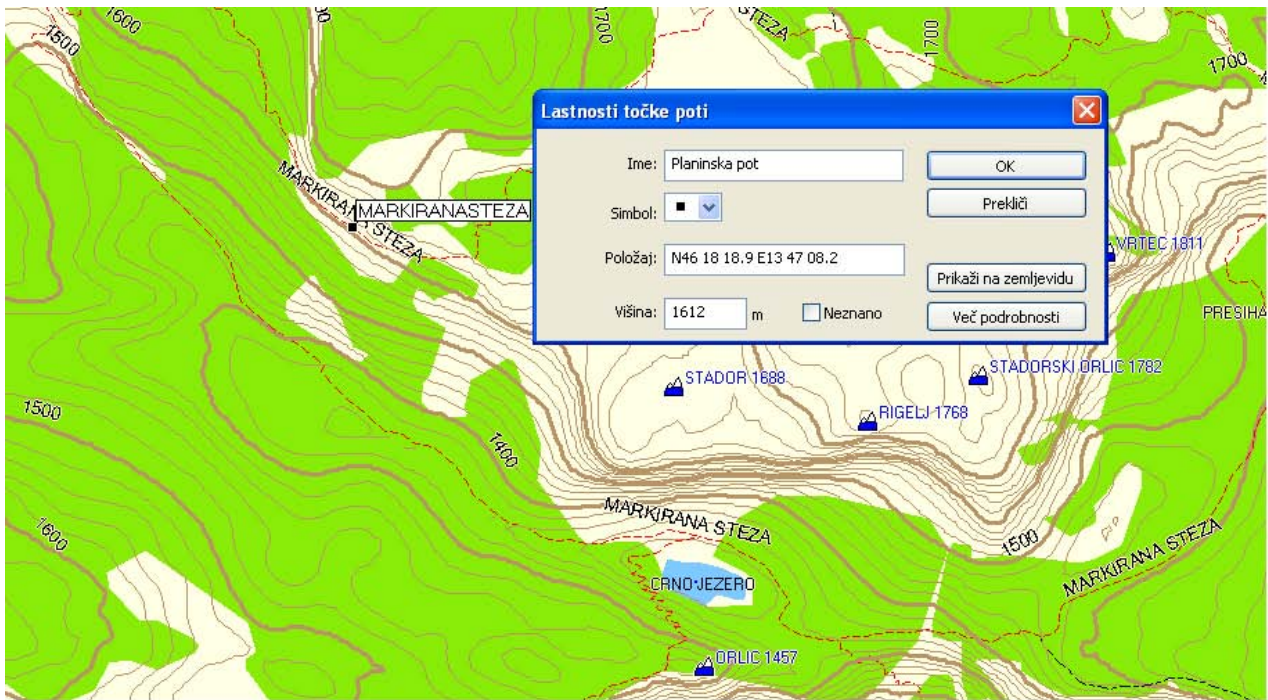 1600
1500
STEZA
1700
1700
1700
Lastnosti točke poti
Ime: Planinska pot
OK
Simbol:
Prekliči
Položaj: N46 18 18.9 E13 47 08.2
Prikaži na zemljevidu
Višina: 1612 m Neznano
Več podrobnosti
MARKIRANA STEZA
MARKIRANASTEZA
VRTEC 1811
PRESIHA
STADOR 1688
STADORSKI ORLIC 1782
RIGELJ 1768
1500
1400
MARKIRANA STEZA
1600
1500
MARKIRANA STEZA
CRNO JEZERO
ORLIC 1457